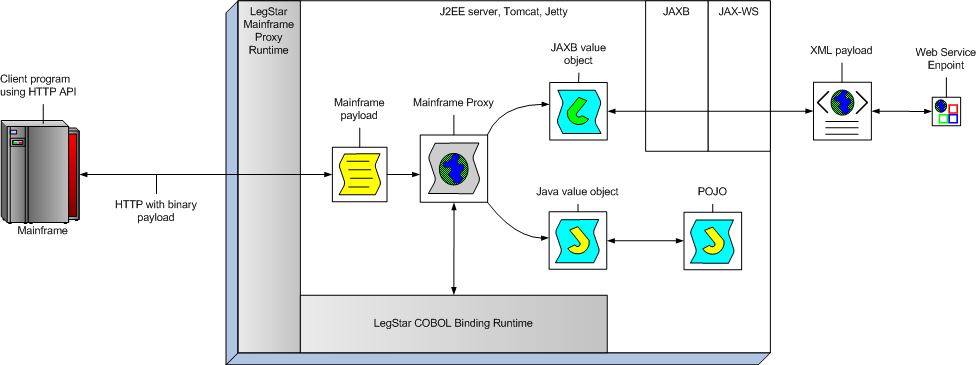 LegStar
Mainframe
Proxy
Runtime
J2EE server, Tomcat, Jetty
JAXB
JAX-WS
JAXB value
object
XML payload
Web Service
Enpoint
Client program
using HTTP API
Mainframe
payload
Mainframe Proxy
Java value object
POJO
HTTP with binary
payload
Mainframe
LegStar COBOL Binding Runtime